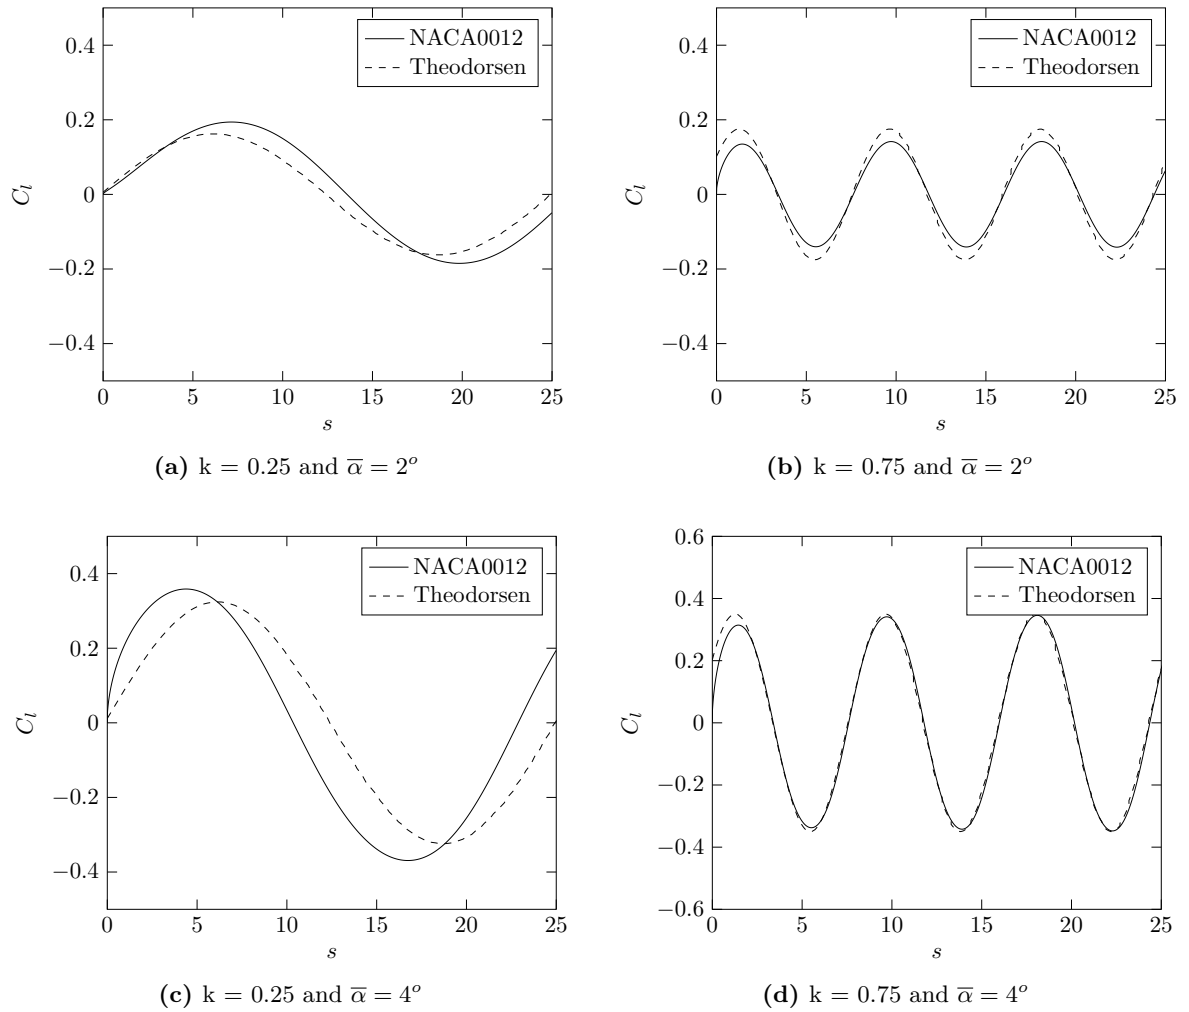 0.4
0.2
0
−0.2
−0.4
C_l
0 5 10 15 20 25
s
NACA0012
Theodorsen
(a) k = 0.25 and α̅ = 2^o
0.4
0.2
0
−0.2
−0.4
C_l
0 5 10 15 20 25
s
NACA0012
Theodorsen
(b) k = 0.75 and α̅ = 2^o
0.4
0.2
0
−0.2
−0.4
C_l
0 5 10 15 20 25
s
NACA0012
Theodorsen
(c) k = 0.25 and α̅ = 4^o
0.6
0.4
0.2
0
−0.2
−0.4
−0.6
C_l
0 5 10 15 20 25
s
NACA0012
Theodorsen
(d) k = 0.75 and α̅ = 4^o